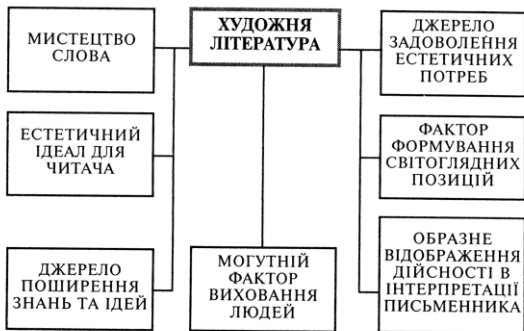 ХУДОЖНЯ
ЛІТЕРАТУРА
МИСТЕЦТВО
СЛОВА
ДЖЕРЕЛО
ЗАДОВОЛЕННЯ
ЕСТЕТИЧНИХ
ПОТРЕБ
ЕСТЕТИЧНИЙ
ІДЕАЛ ДЛЯ
ЧИТАЧА
ФАКТОР
ФОРМУВАННЯ
СВІТОГЛЯДНИХ
ПОЗИЦІЙ
ДЖЕРЕЛО
ПОШИРЕННЯ
ЗНАНЬ ТА ІДЕЙ
МОГУТНІЙ
ФАКТОР
ВИХОВАННЯ
ЛЮДЕЙ
ОБРАЗНЕ
ВІДОБРАЖЕННЯ
ДІЙСНОСТІ В
ІНТЕРПРЕТАЦІЇ
ПИСЬМЕННИКА